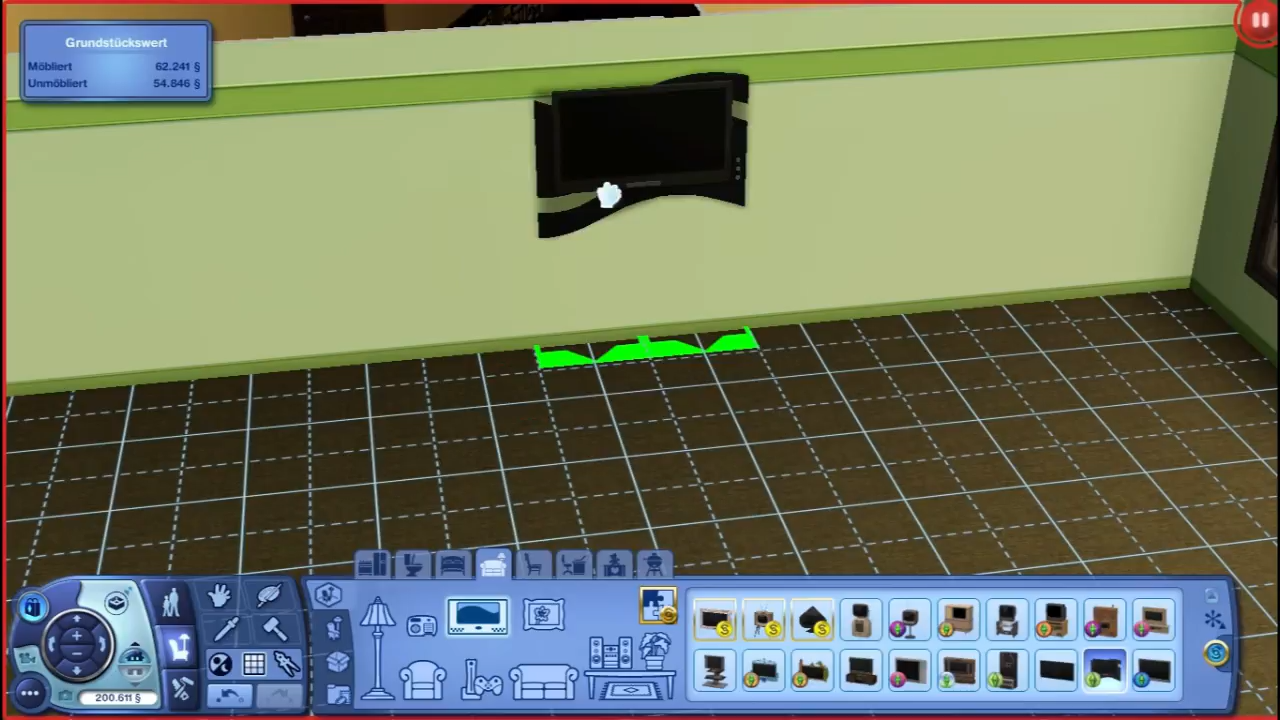 Grundstückswert
Möbliert 62.241 §
Unmöbliert 54.846 §
200.611 §